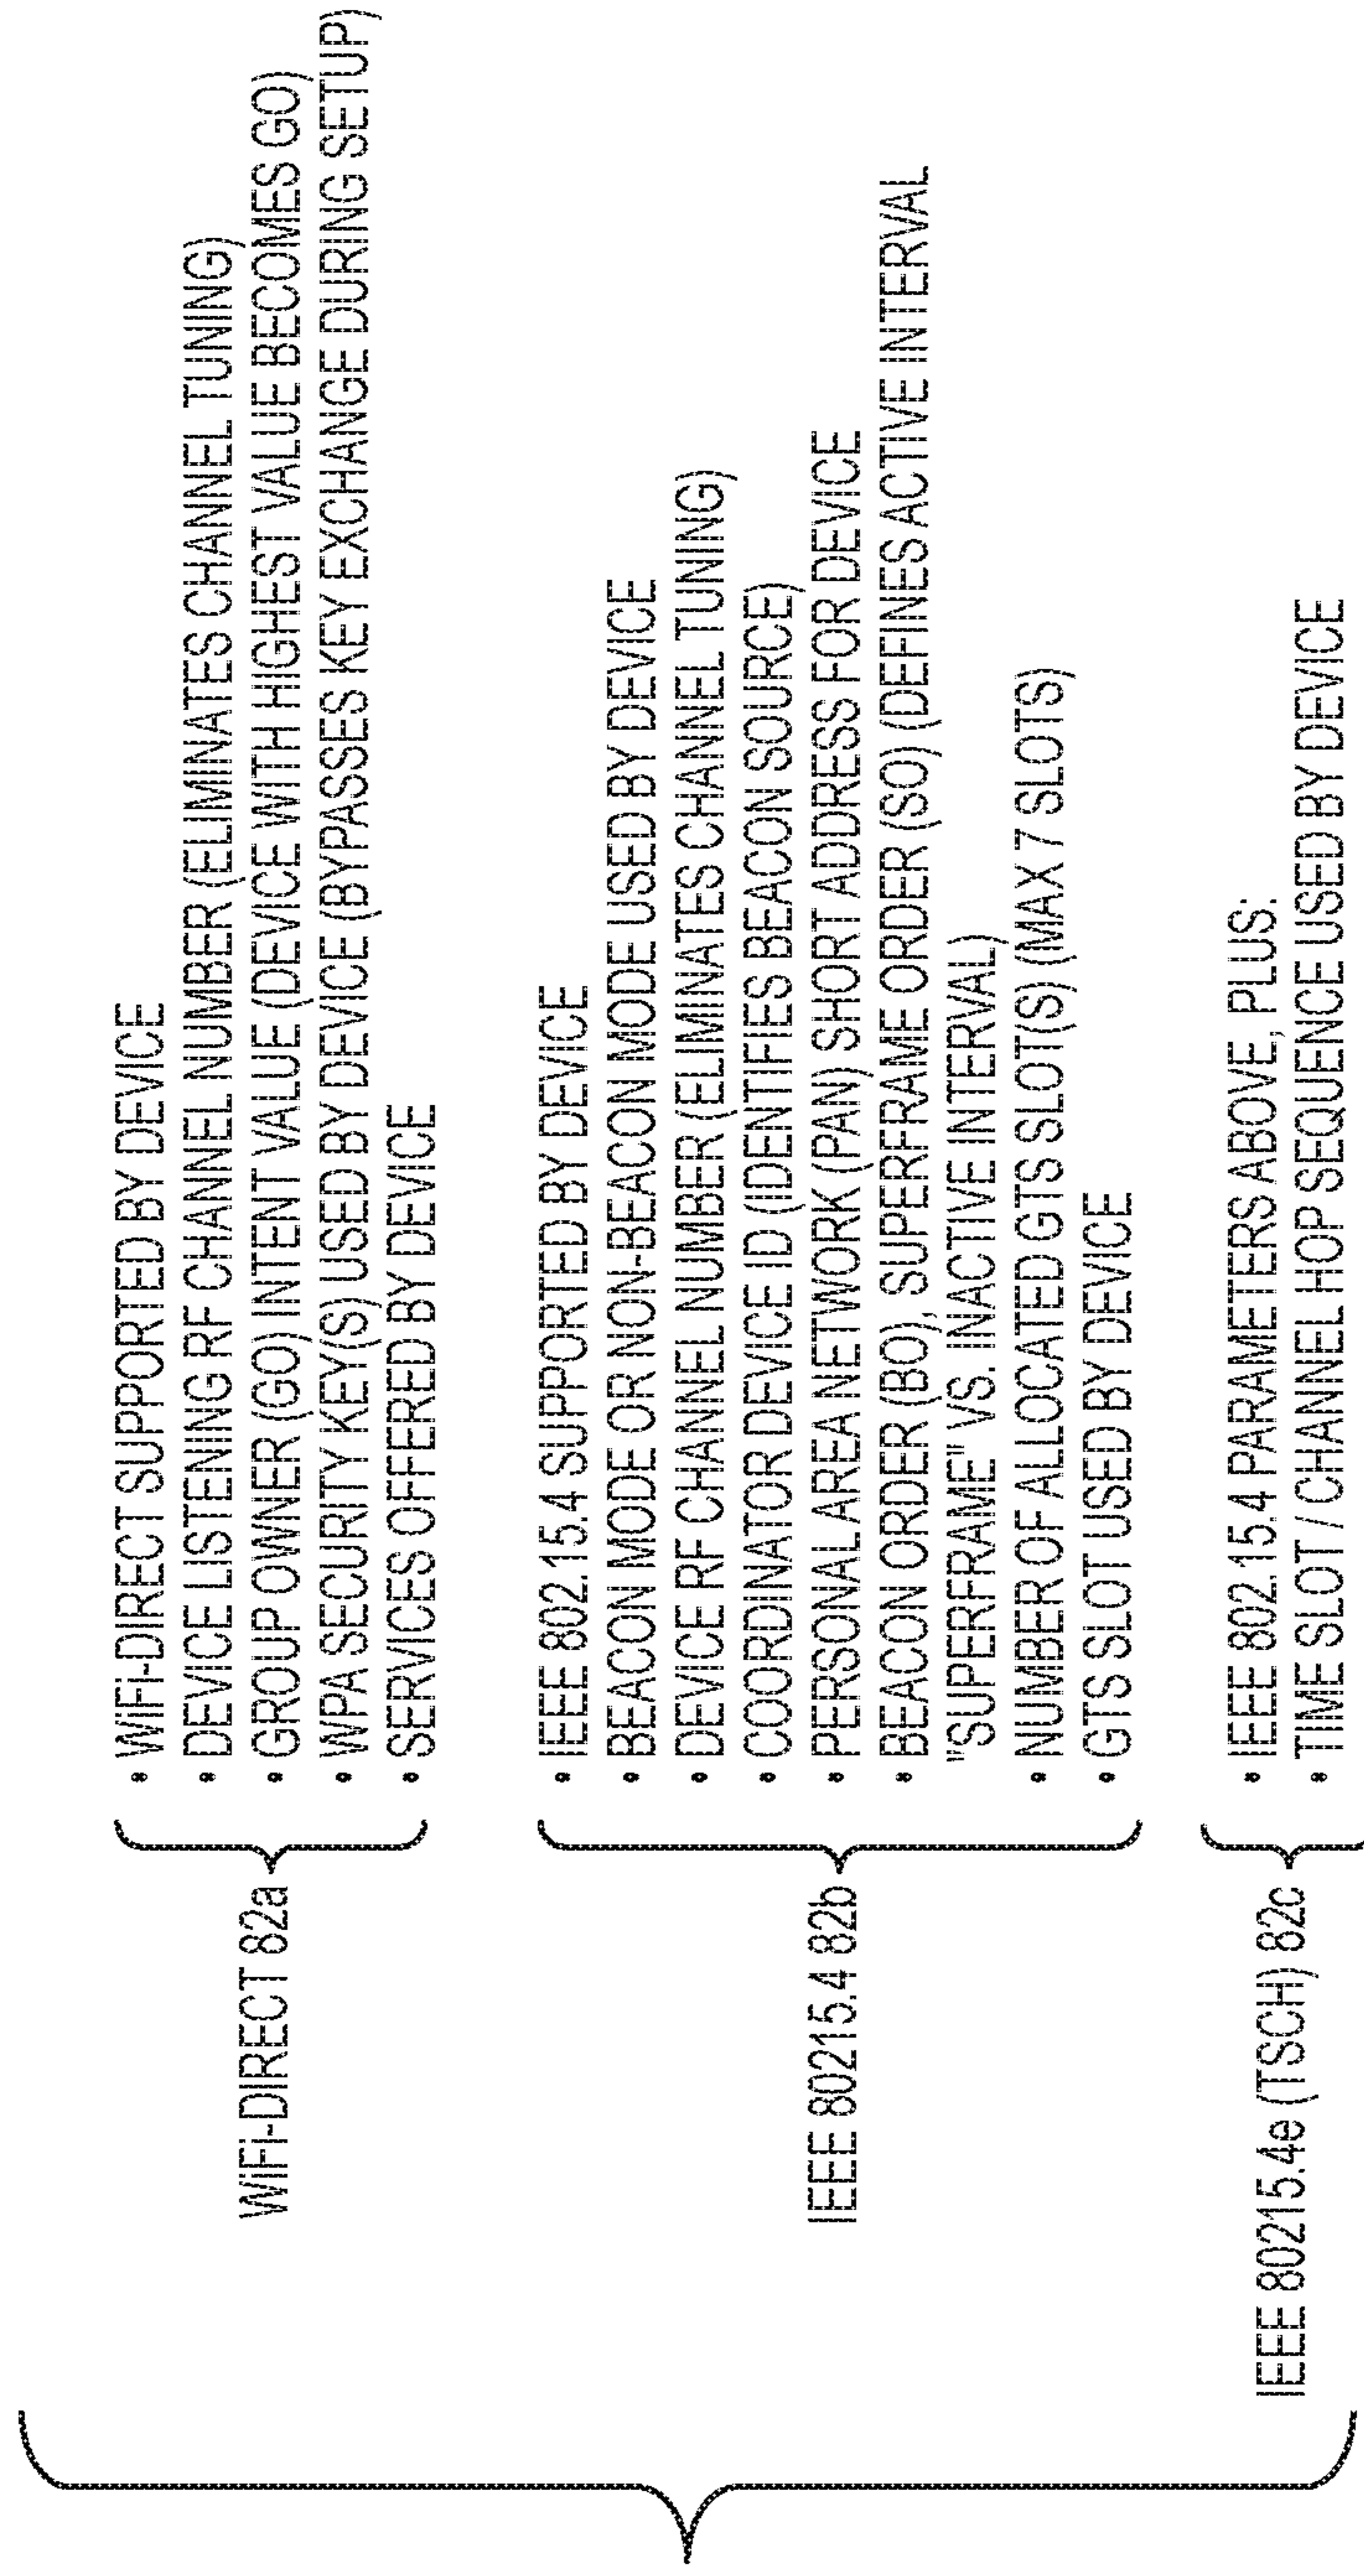 WiFi-DIRECT 82a
• WiFi-DIRECT SUPPORTED BY DEVICE
• DEVICE LISTENING RF CHANNEL NUMBER (ELIMINATES CHANNEL TUNING)
• GROUP OWNER (GO) INTENT VALUE (DEVICE WITH HIGHEST VALUE BECOMES GO)
• WPA SECURITY KEY(S) USED BY DEVICE (BYPASSES KEY EXCHANGE DURING SETUP)
• SERVICES OFFERED BY DEVICE
IEEE 80215.4 82b
• IEEE 802.15.4 SUPPORTED BY DEVICE
• BEACON MODE OR NON-BEACON MODE USED BY DEVICE
• DEVICE RF CHANNEL NUMBER (ELIMINATES CHANNEL TUNING)
• COORDINATOR DEVICE ID (IDENTIFIES BEACON SOURCE)
• PERSONAL AREA NETWORK (PAN) SHORT ADDRESS FOR DEVICE
• BEACON ORDER (BO), SUPERFRAME ORDER (SO) (DEFINES ACTIVE INTERVAL
"SUPERFRAME" VS. INACTIVE INTERVAL)
• NUMBER OF ALLOCATED GTS SLOT(S) (MAX 7 SLOTS)
• GTS SLOT USED BY DEVICE
IEEE 80215.4e (TSCH) 82c
• IEEE 802.15.4 PARAMETERS ABOVE, PLUS:
• TIME SLOT / CHANNEL HOP SEQUENCE USED BY DEVICE